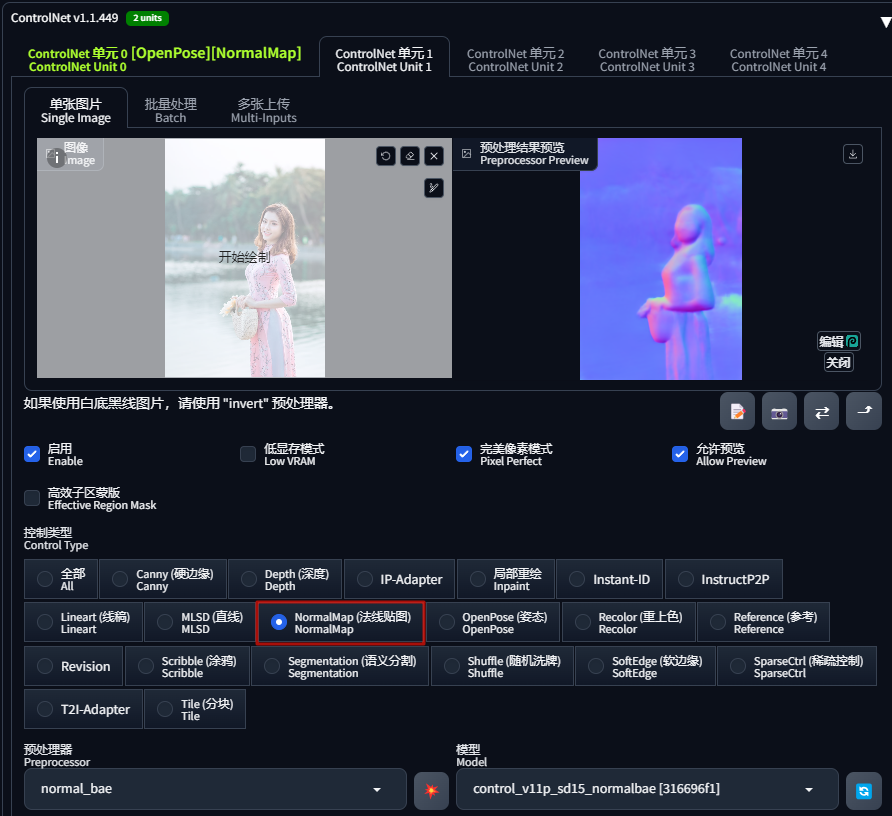 ControlNet v1.1.449 2 units
ControlNet 单元 0 [OpenPose][NormalMap]
ControlNet Unit 0
ControlNet 单元 1
ControlNet Unit 1
ControlNet 单元 2
ControlNet Unit 2
ControlNet 单元 3
ControlNet Unit 3
ControlNet 单元 4
ControlNet Unit 4
单张图片
Single Image
批量处理
Batch
多张上传
Multi-Inputs
图像
Image
开始绘制
预处理结果预览
Preprocessor Preview
编辑
关闭
如果使用白底黑线图片，请使用 "invert" 预处理器。
启用
Enable
低显存模式
Low VRAM
完美像素模式
Pixel Perfect
允许预览
Allow Preview
高效子区蒙版
Effective Region Mask
控制类型
Control Type
全部
All
Canny (硬边缘)
Canny
Depth (深度)
Depth
IP-Adapter
局部重绘
Inpaint
Instant-ID
InstructP2P
Lineart (线稿)
Lineart
MLSD (直线)
MLSD
NormalMap (法线贴图)
NormalMap
OpenPose (姿态)
OpenPose
Recolor (重上色)
Recolor
Reference (参考)
Reference
Revision
Scribble (涂鸦)
Scribble
Segmentation (语义分割)
Segmentation
Shuffle (随机洗牌)
Shuffle
SoftEdge (软边缘)
SoftEdge
SparseCtrl (稀疏控制)
SparseCtrl
T2I-Adapter
Tile (分块)
Tile
预处理器
Preprocessor
模型
Model
normal_bae
control_v11p_sd15_normalbae [316696f1]